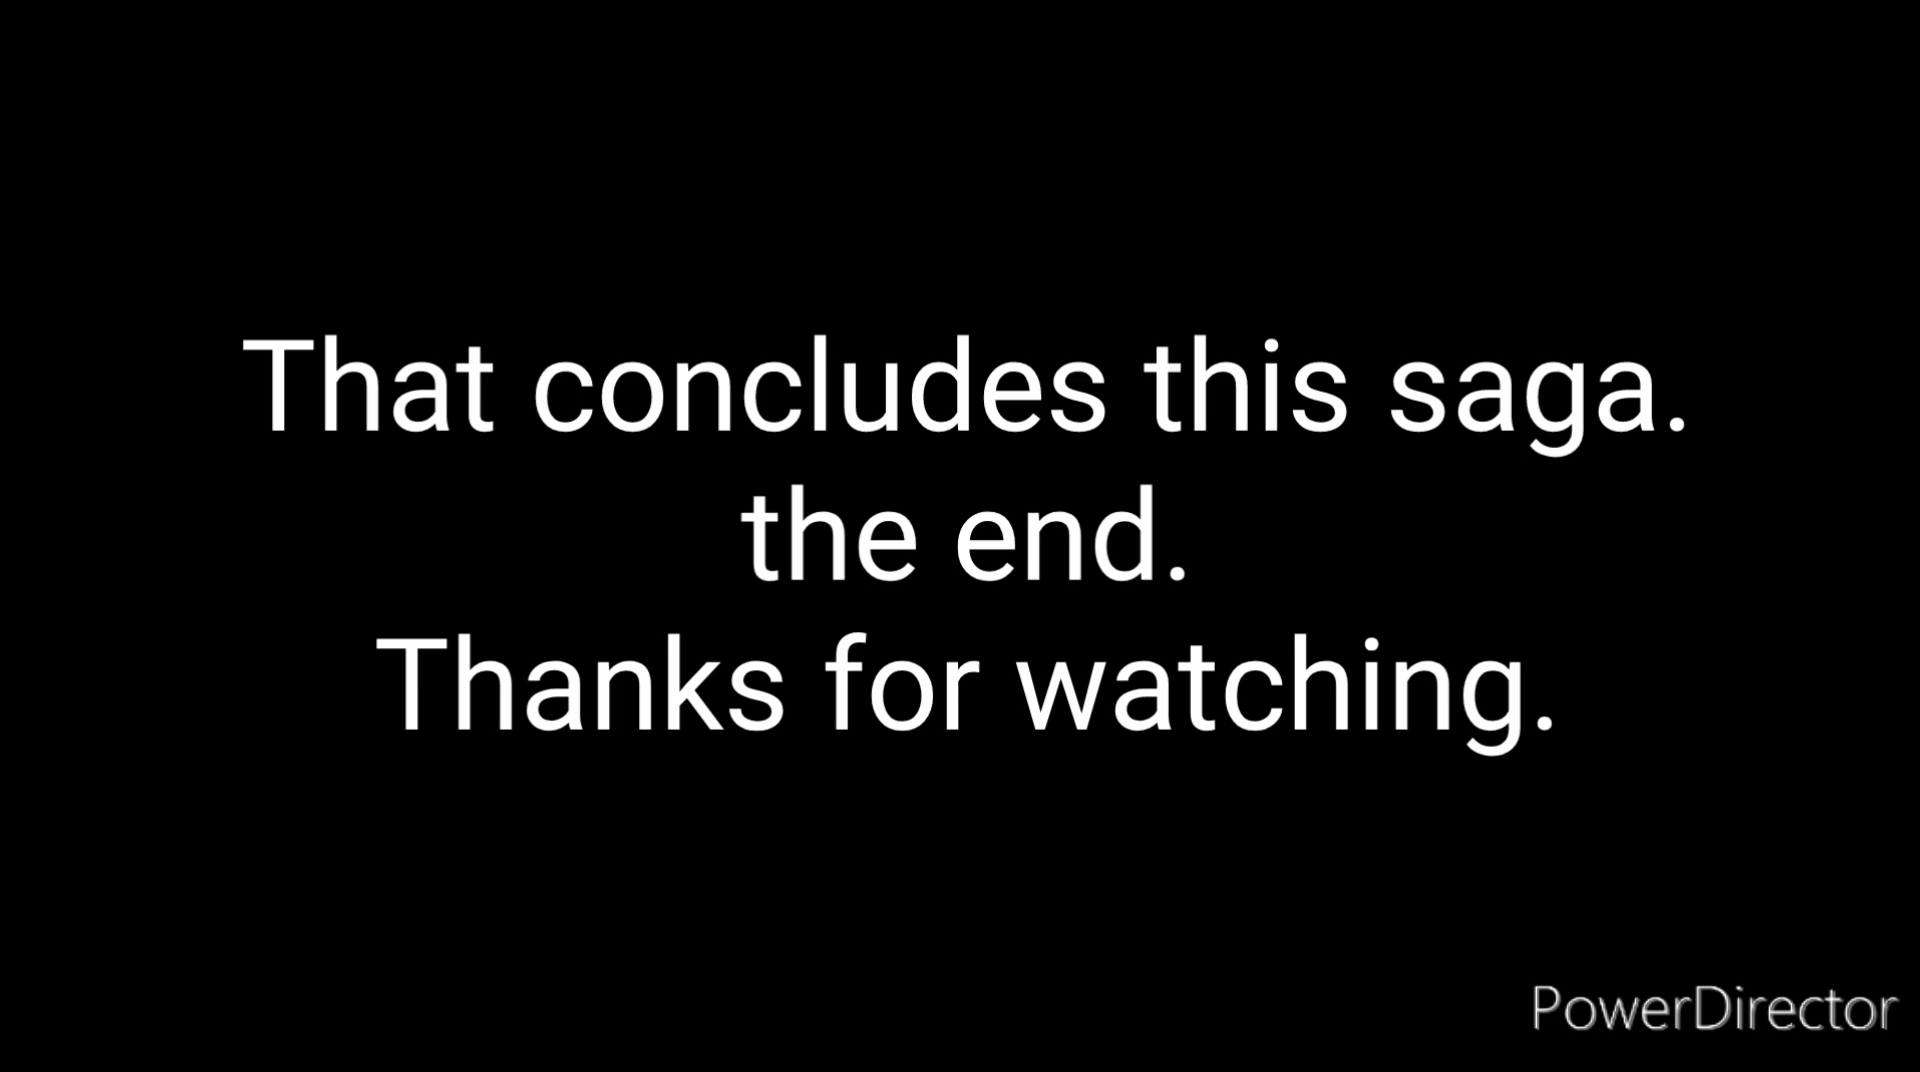 That concludes this saga.
the end.
Thanks for watching.
PowerDirector